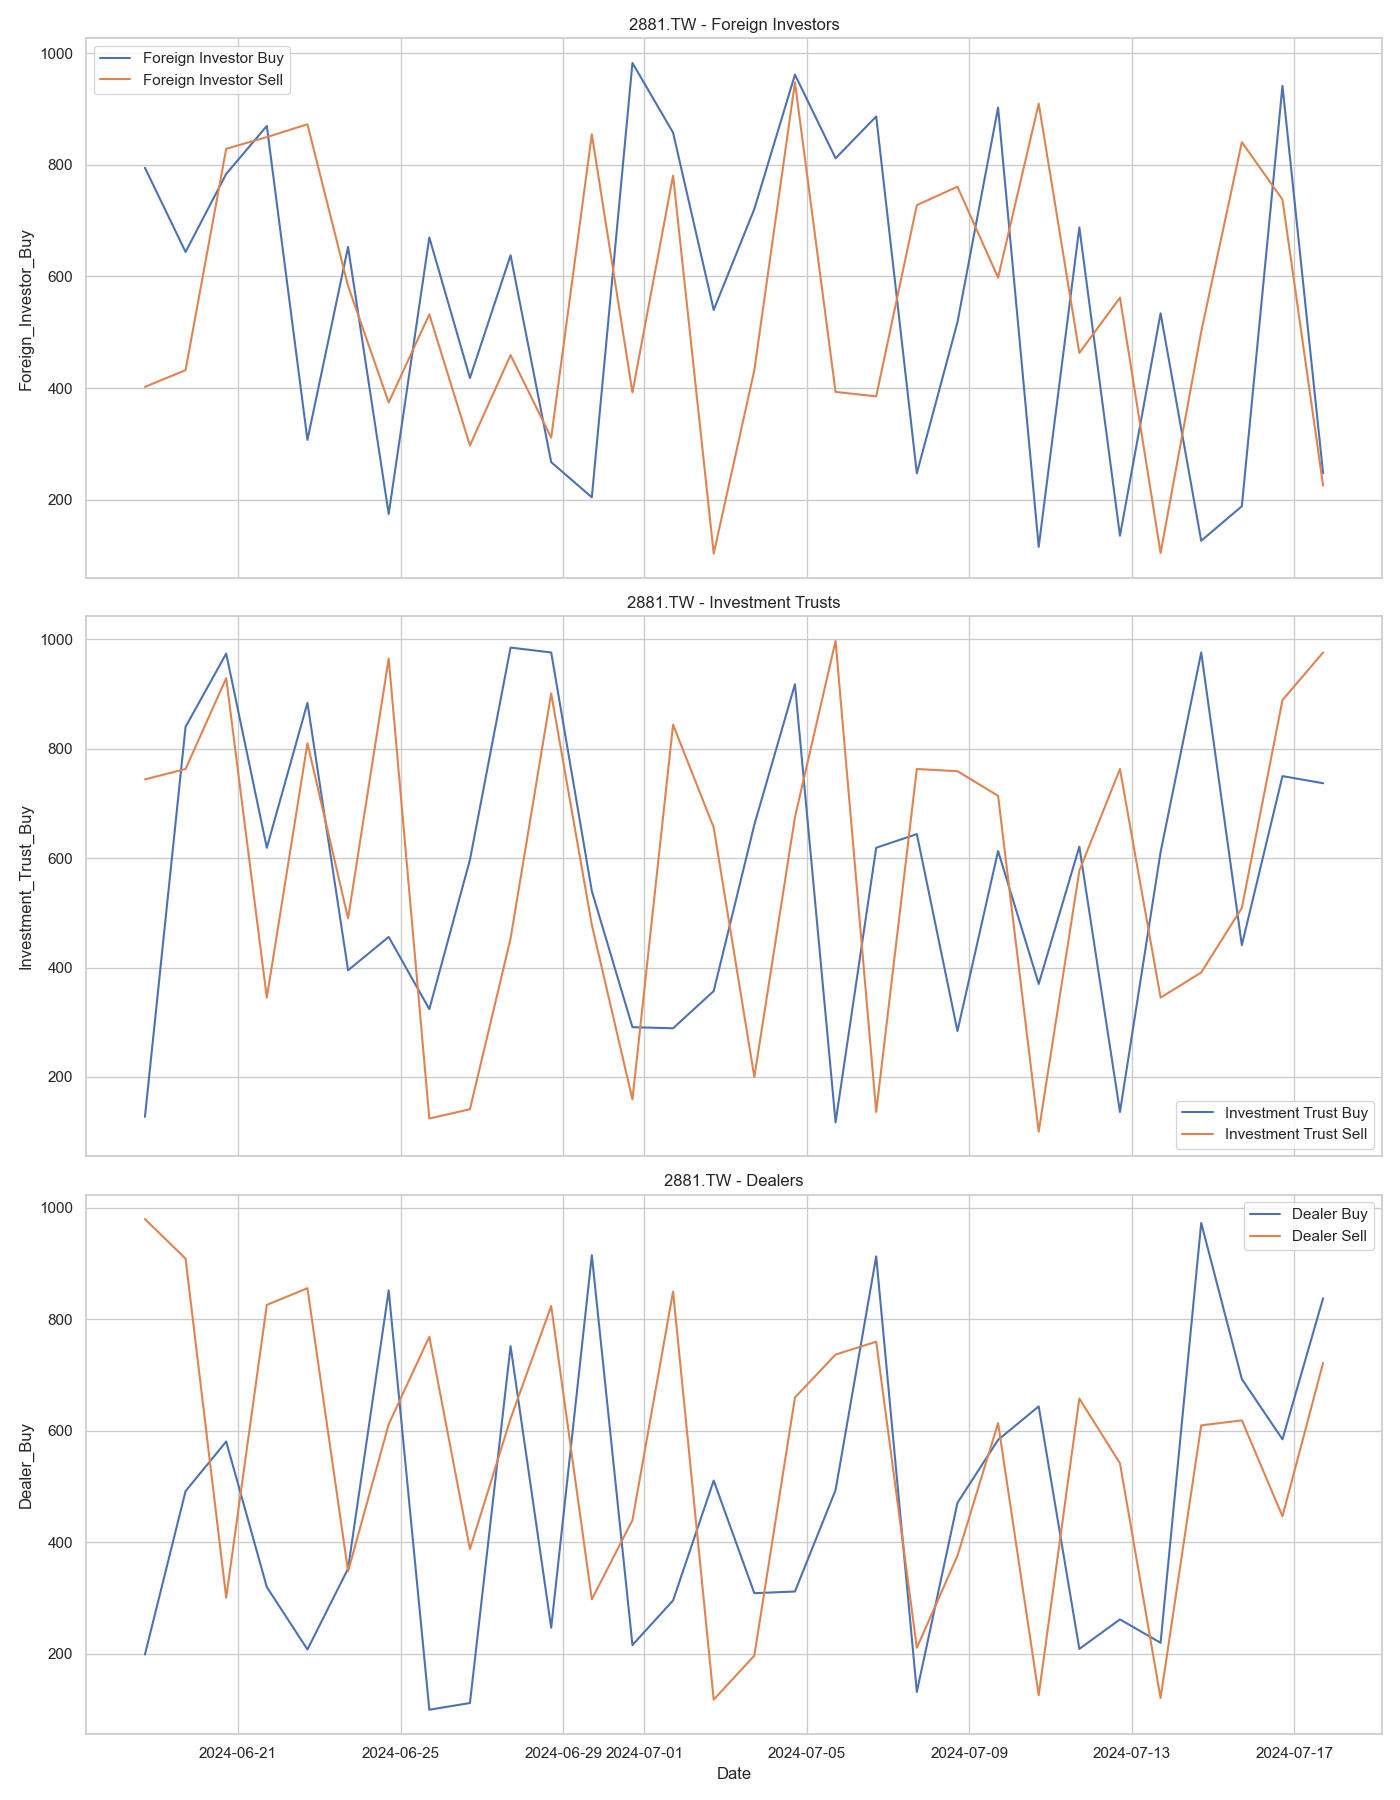 2881.TW - Foreign Investors
Foreign_Investor_Buy
1000
800
600
400
200
Foreign Investor Buy
Foreign Investor Sell
2881.TW - Investment Trusts
Investment_Trust_Buy
1000
800
600
400
200
Investment Trust Buy
Investment Trust Sell
2881.TW - Dealers
Dealer_Buy
1000
800
600
400
200
Dealer Buy
Dealer Sell
2024-06-21 2024-06-25 2024-06-29 2024-07-01 2024-07-05 2024-07-09 2024-07-13 2024-07-17
Date